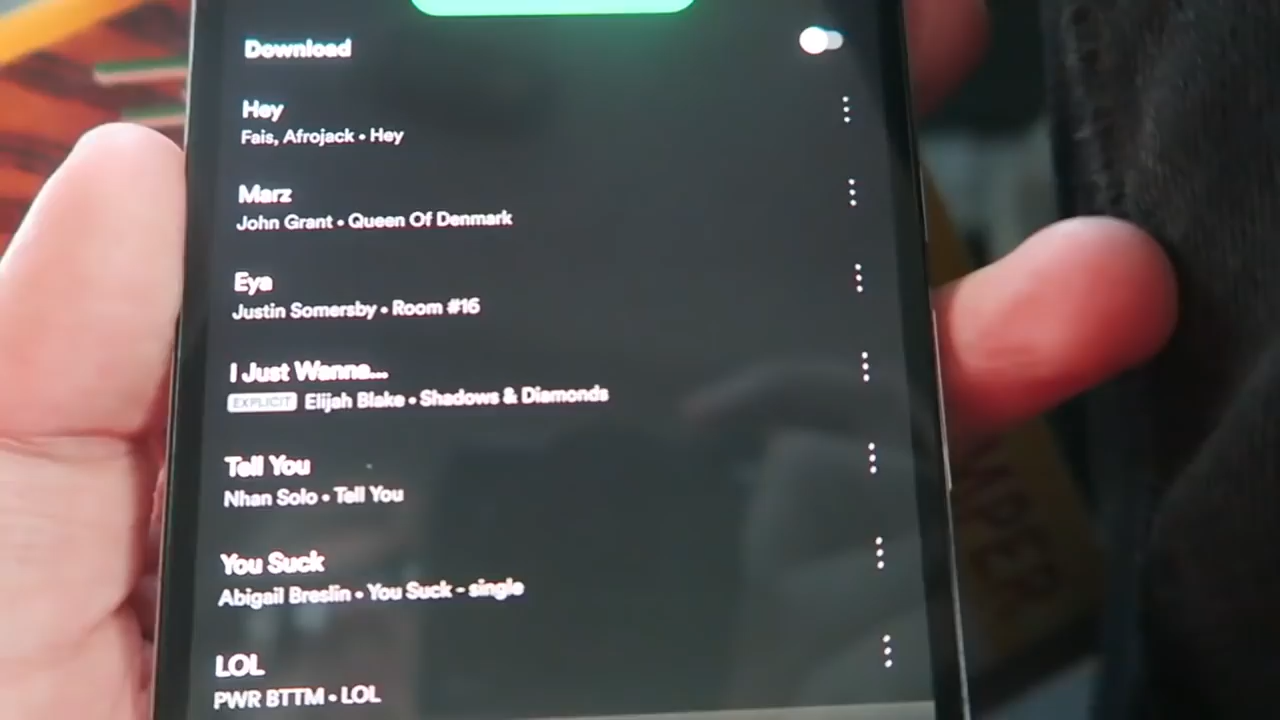 Download
Hey
Fais, Afrojack • Hey
Marz
John Grant • Queen Of Denmark
Eya
Justin Somersby • Room #16
I Just Wanna...
EXPLICIT Elijah Blake • Shadows & Diamonds
Tell You
Nhan Solo • Tell You
You Suck
Abigail Breslin • You Suck - single
LOL
PWR BTTM • LOL